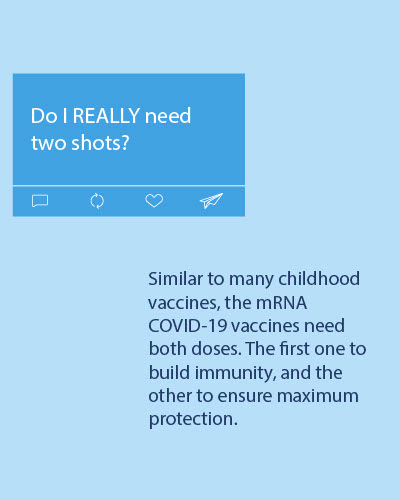 Do I REALLY need
two shots?
Similar to many childhood
vaccines, the mRNA
COVID-19 vaccines need
both doses. The first one to
build immunity, and the
other to ensure maximum
protection.